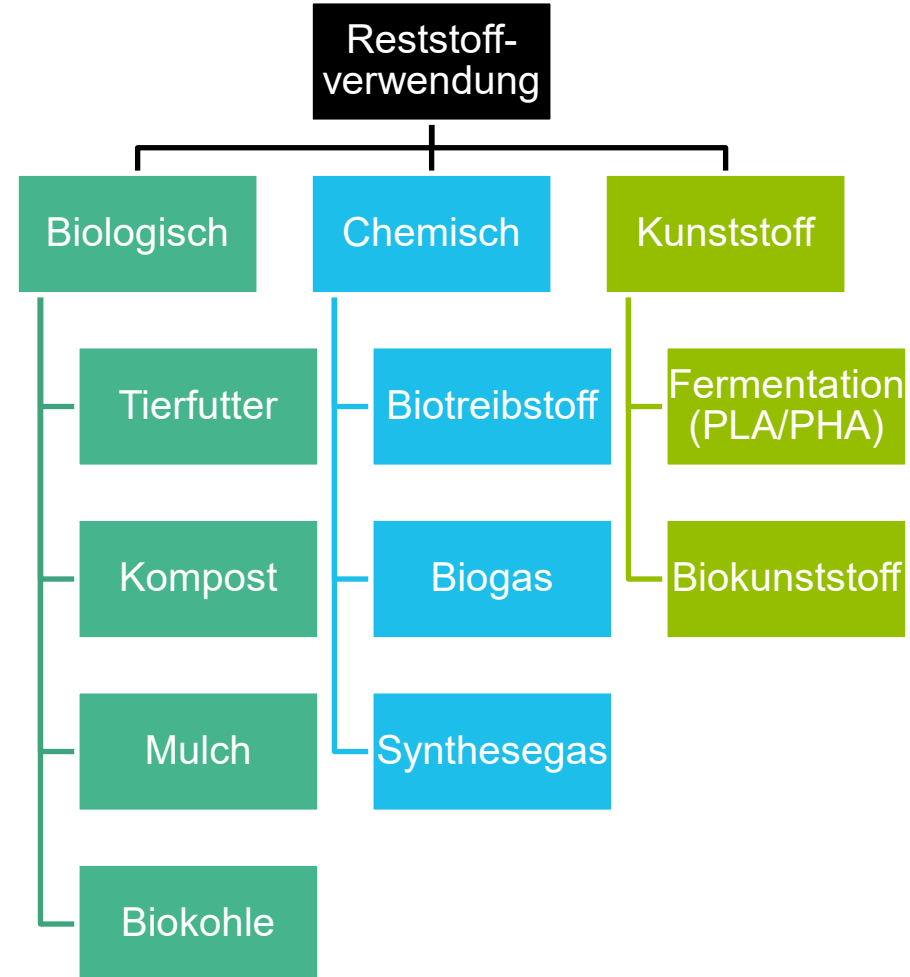 Reststoff-
verwendung
Biologisch
Chemisch
Kunststoff
Tierfutter
Kompost
Mulch
Biokohle
Biotreibstoff
Biogas
Synthesegas
Fermentation
(PLA/PHA)
Biokunststoff